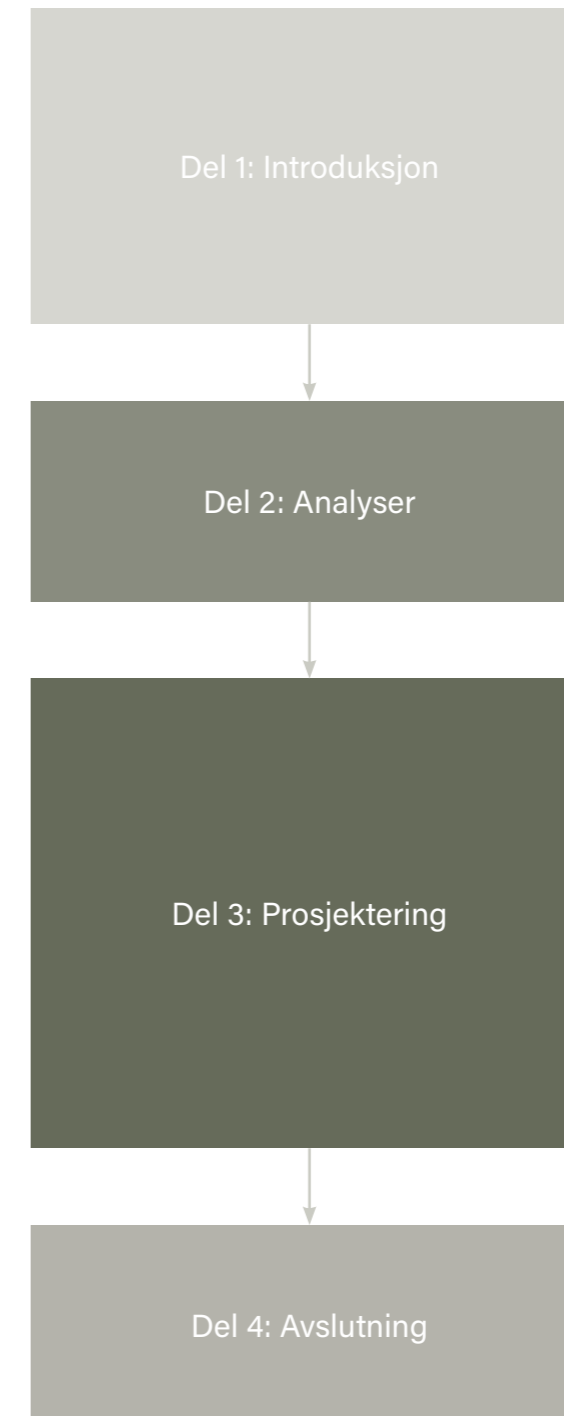 Del 1: Introduksjon
Del 2: Analyser
Del 3: Prosjektering
Del 4: Avslutning